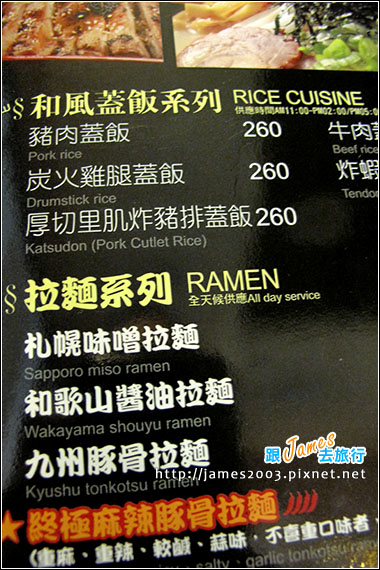 § 和風蓋飯系列 RICE CUISINE
供應時間AM11:00-PM02:00/PM05:0
豬肉蓋飯 260 牛肉
Pork rice Beef rice
炭火雞腿蓋飯 260 炸蝦
Drumstick rice Tendon
厚切里肌炸豬排蓋飯 260
Katsudon (Pork Cutlet Rice)
§ 拉麵系列 RAMEN
全天候供應All day service
札幌味噌拉麵
Sapporo miso ramen
和歌山醬油拉麵
Wakayama shouyu ramen
九州豚骨拉麵
Kyushu tonkotsu ramen
跟James去旅行
http://james2003.pixnet.net
★終極麻辣豚骨拉麵
(重麻、重辣、較鹹、蒜味,不喜重口味者
salty、garlic tonkotsu ramen